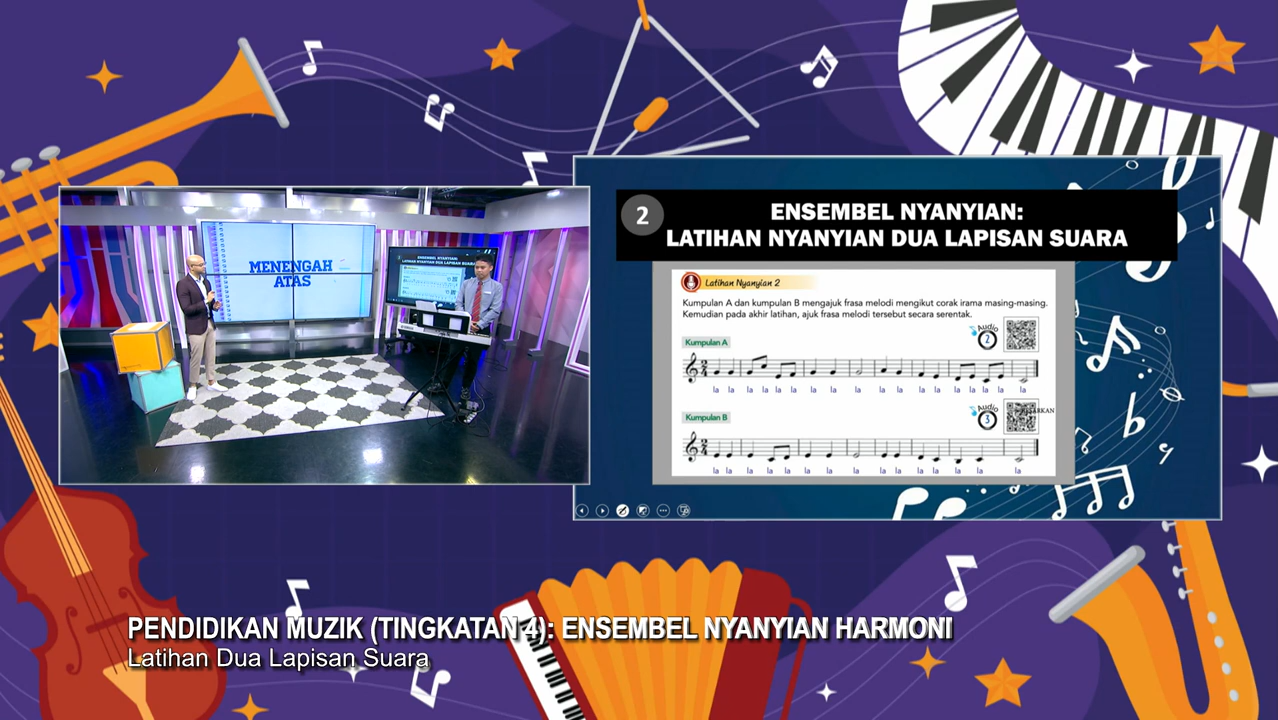 MENENGAH
ATAS
ENSEMBEL NYANYIAN:
LATIHAN NYANYIAN DUA LAPISAN SUARA
2
ENSEMBEL NYANYIAN:
LATIHAN NYANYIAN DUA LAPISAN SUARA
Latihan Nyanyian 2
Kumpulan A dan kumpulan B mengajuk frasa melodi mengikut corak irama masing-masing.
Kemudian pada akhir latihan, ajuk frasa melodi tersebut secara serentak.
Audio
2
Kumpulan A
la la la la la la la la la la la la la la la la la la
Audio
3
Kumpulan B
la la la la la la la la la la la la la la la
PENDIDIKAN MUZIK (TINGKATAN 4): ENSEMBEL NYANYIAN HARMONI
Latihan Dua Lapisan Suara